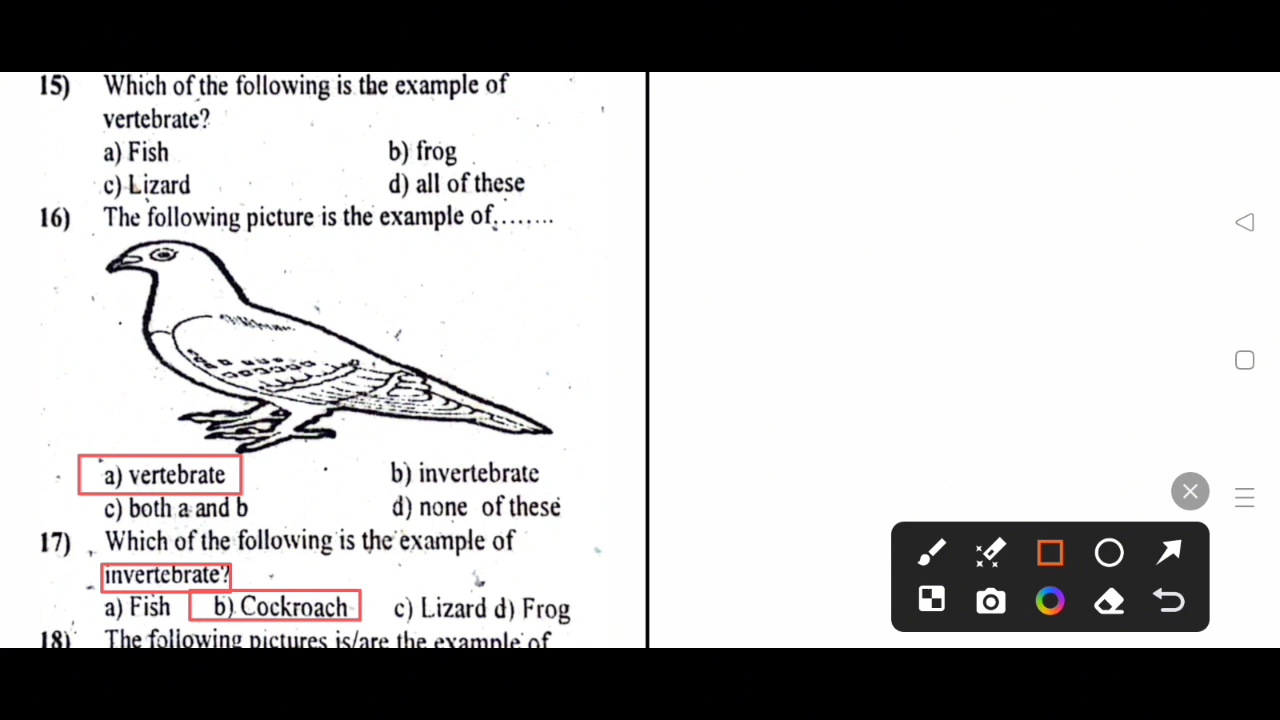 15) Which of the following is the example of
vertebrate?
a) Fish b) frog
c) Lizard d) all of these
16) The following picture is the example of........
a) vertebrate b) invertebrate
c) both a and b d) none of these
17) Which of the following is the example of
invertebrate?
a) Fish b) Cockroach c) Lizard d) Frog
18) The following pictures is/are the example of